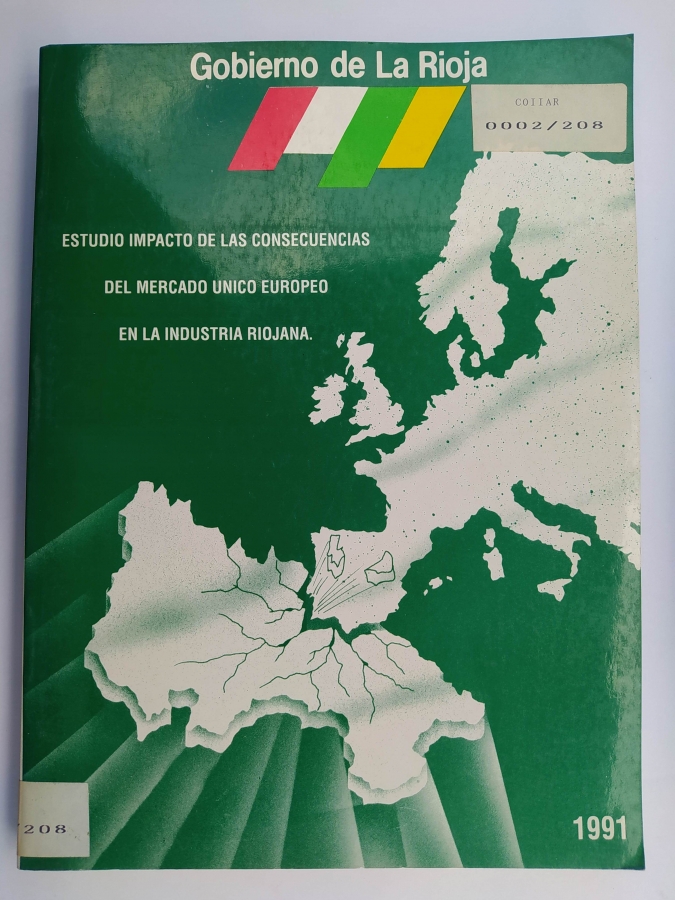 Gobierno de La Rioja
COIIAR
0002/208
ESTUDIO IMPACTO DE LAS CONSECUENCIAS
DEL MERCADO UNICO EUROPEO
EN LA INDUSTRIA RIOJANA.
208
1991